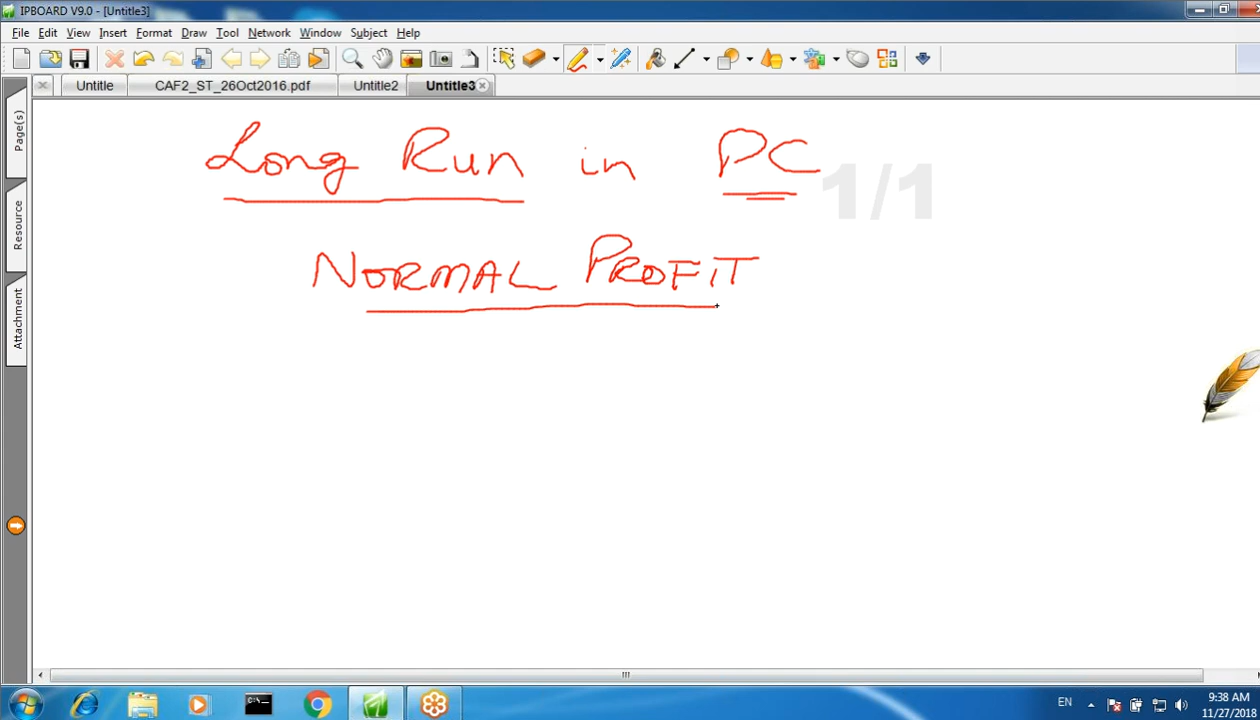 IPBOARD V9.0 - [Untitle3]
File Edit View Insert Format Draw Tool Network Window Subject Help
Untitle CAF2_ST_26Oct2016.pdf Untitle2 Untitle3
Page(s)
Resource
Attachment
Long Run in PC
1/1
NORMAL PROFIT
EN 9:38 AM
11/27/2018